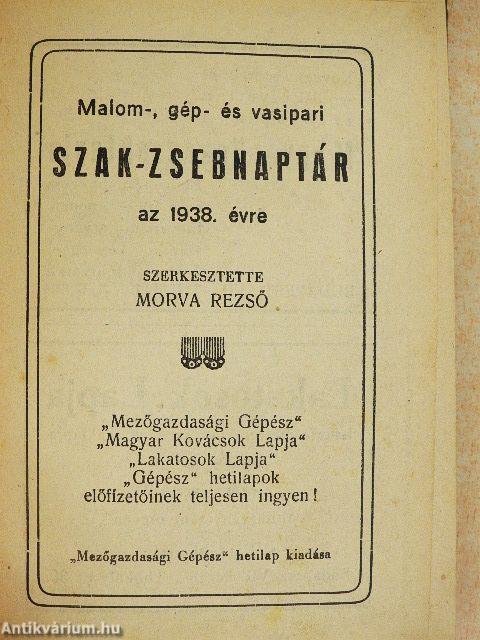 Malom-, gép- és vasipari
SZAK-ZSEBNAPTÁR
az 1938. évre
SZERKESZTETTE
MORVA REZSŐ
„Mezőgazdasági Gépész“
„Magyar Kovácsok Lapja“
„Lakatosok Lapja“
„Gépész“ hetilapok
előfizetőinek teljesen ingyen!
„Mezőgazdasági Gépész“ hetilap kiadása
Antikvárium.hu